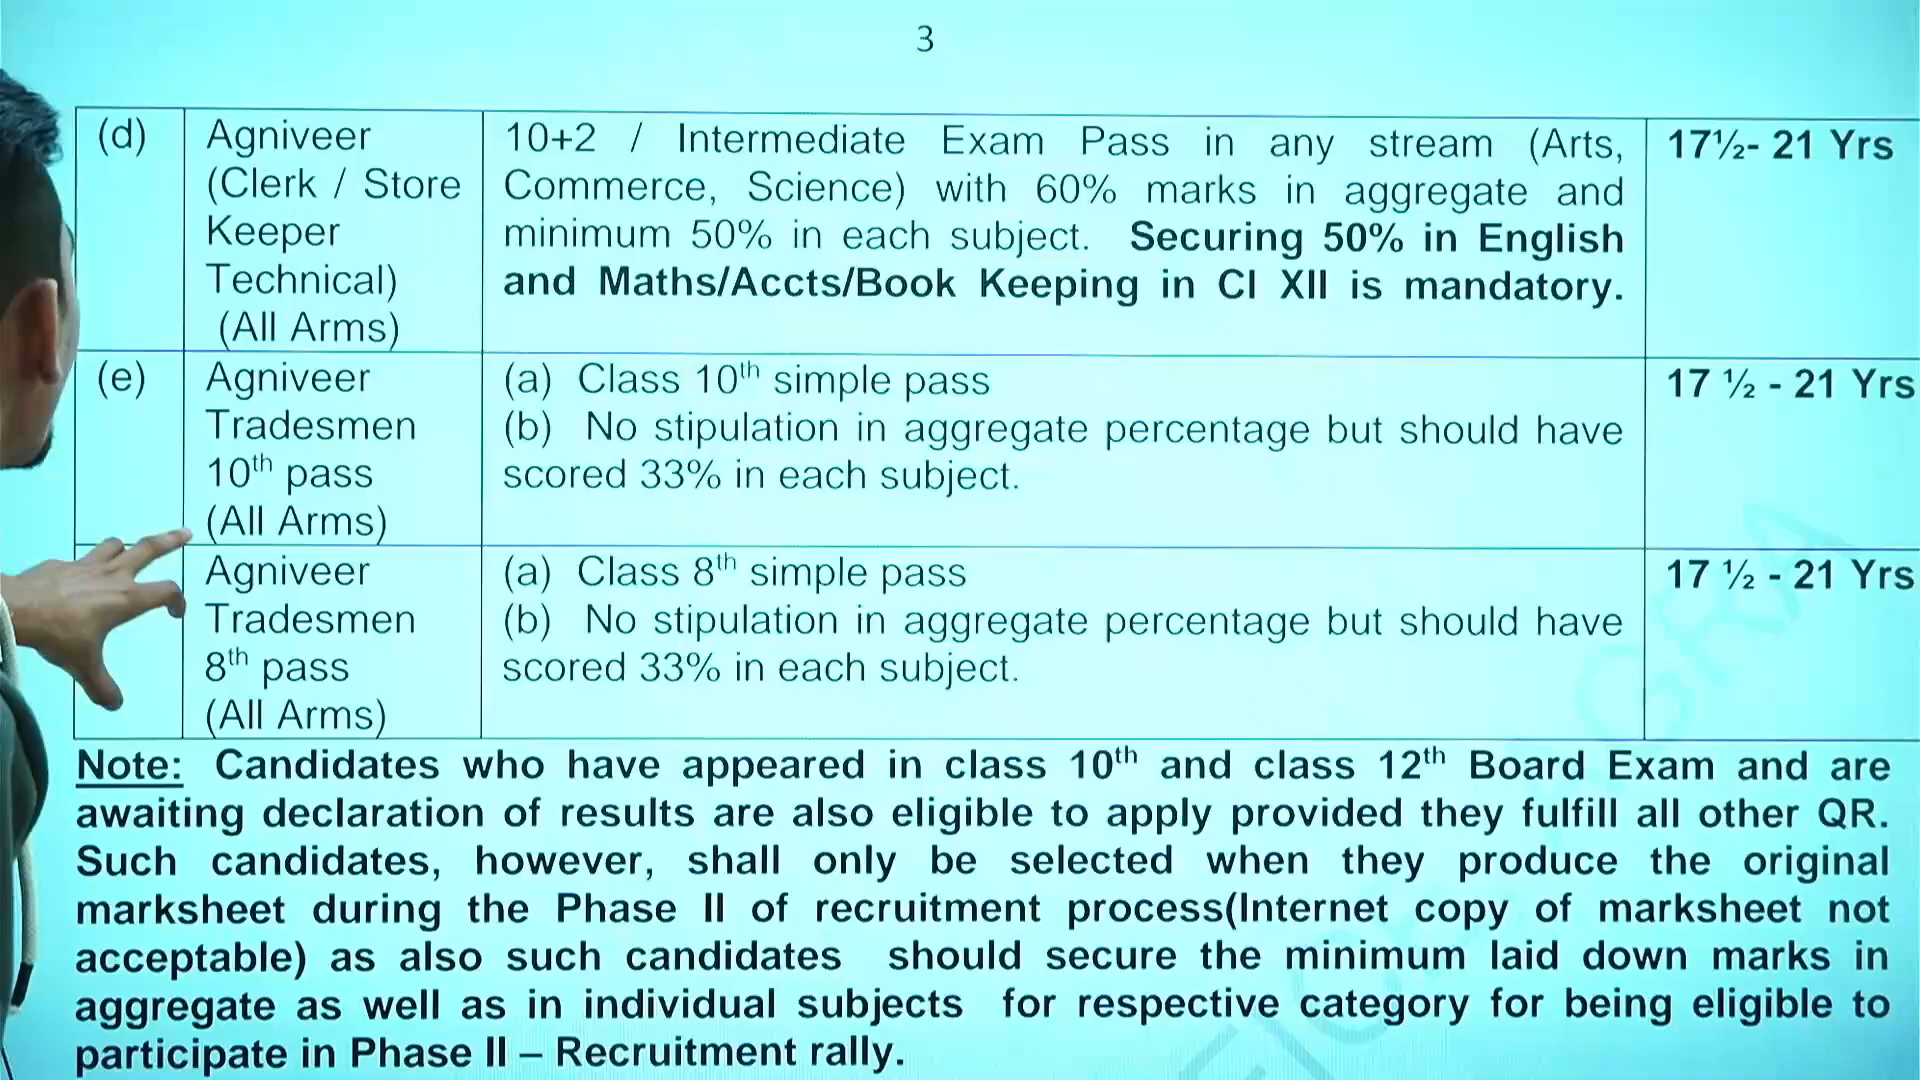 3
(d)
Agniveer
(Clerk / Store
Keeper
Technical)
(All Arms)
10+2 / Intermediate Exam Pass in any stream (Arts,
Commerce, Science) with 60% marks in aggregate and
minimum 50% in each subject. Securing 50% in English
and Maths/Accts/Book Keeping in Cl XII is mandatory.
17½- 21 Yrs
(e)
Agniveer
Tradesmen
10th pass
(All Arms)
(a) Class 10th simple pass
(b) No stipulation in aggregate percentage but should have
scored 33% in each subject.
17 ½ - 21 Yrs
Agniveer
Tradesmen
8th pass
(All Arms)
(a) Class 8th simple pass
(b) No stipulation in aggregate percentage but should have
scored 33% in each subject.
17 ½ - 21 Yrs
Note: Candidates who have appeared in class 10th and class 12th Board Exam and are
awaiting declaration of results are also eligible to apply provided they fulfill all other QR.
Such candidates, however, shall only be selected when they produce the original
marksheet during the Phase II of recruitment process(Internet copy of marksheet not
acceptable) as also such candidates should secure the minimum laid down marks in
aggregate as well as in individual subjects for respective category for being eligible to
participate in Phase II – Recruitment rally.